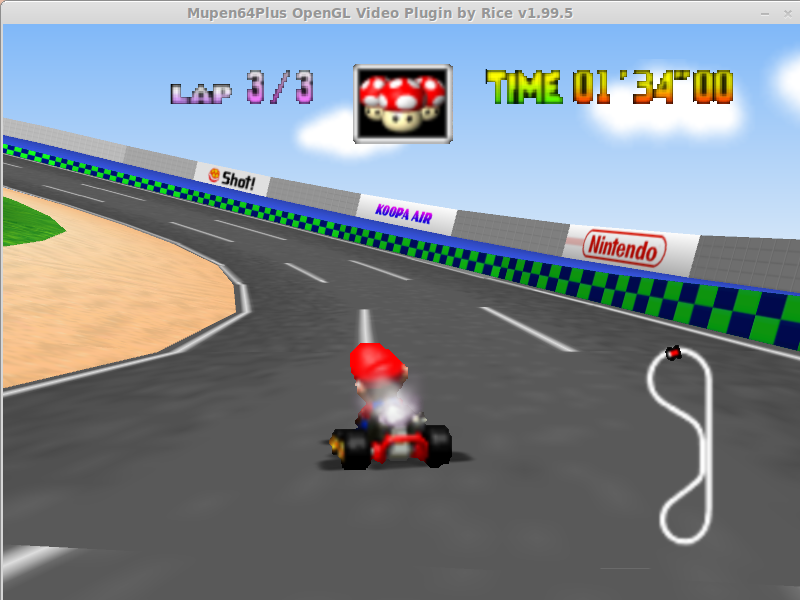 Mupen64Plus OpenGL Video Plugin by Rice v1.99.5
LAP 3/3
TIME 01'34"00
Shot!
KOOPA AIR
Nintendo